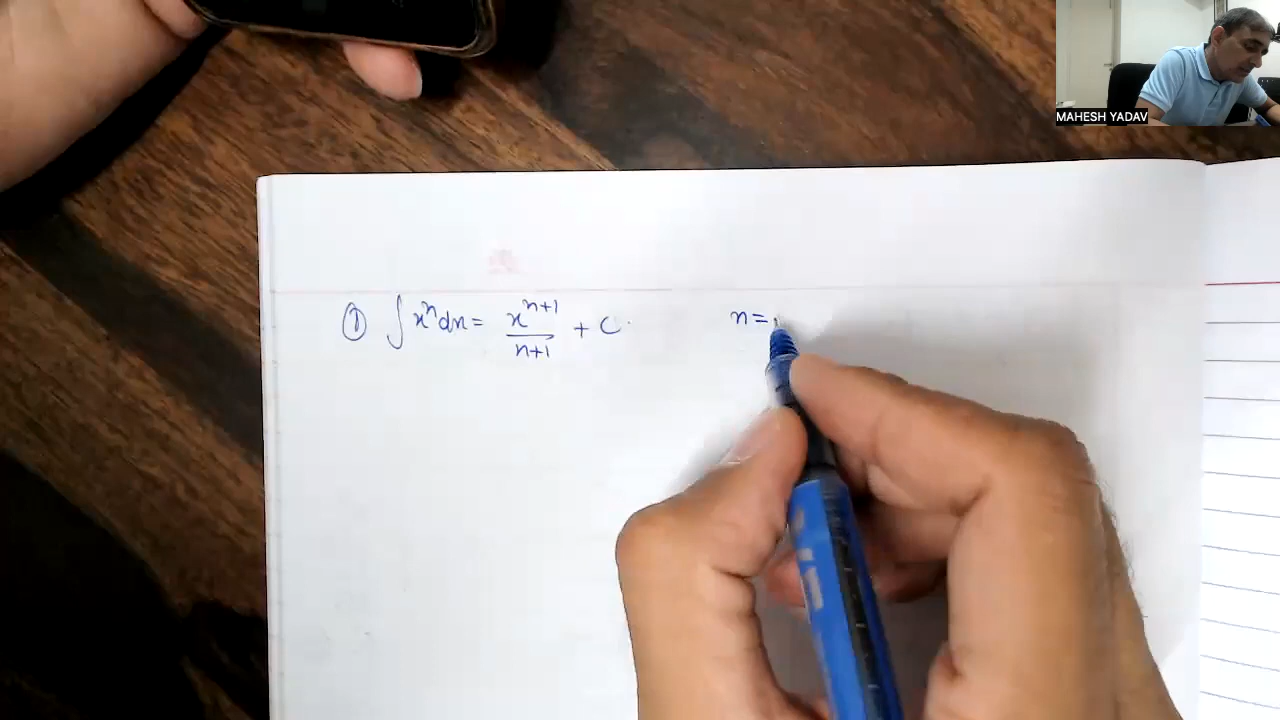 MAHESH YADAV
① ∫xⁿdx = xⁿ⁺¹/n+1 + C. n=